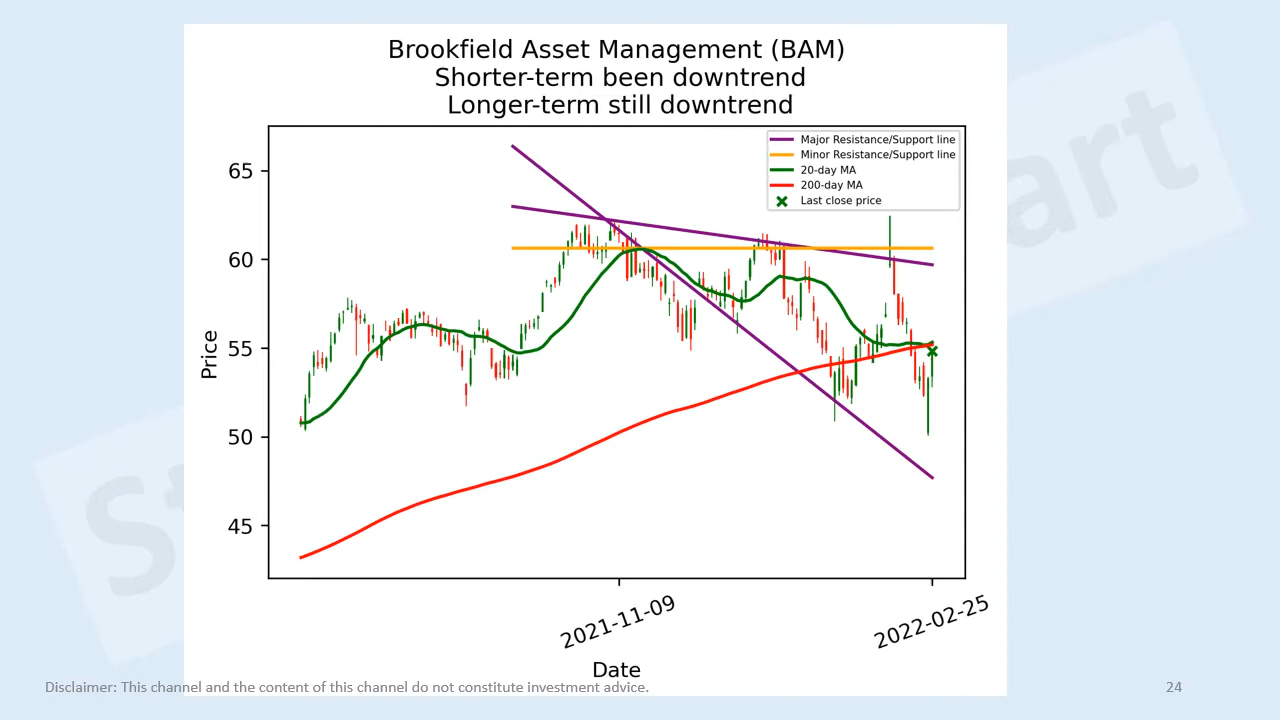 Brookfield Asset Management (BAM)
Shorter-term been downtrend
Longer-term still downtrend
Major Resistance/Support line
Minor Resistance/Support line
20-day MA
200-day MA
Last close price
65
60
55
50
45
Price
2021-11-09
2022-02-25
Date
Disclaimer: This channel and the content of this channel do not constitute investment advice.
24
St
art